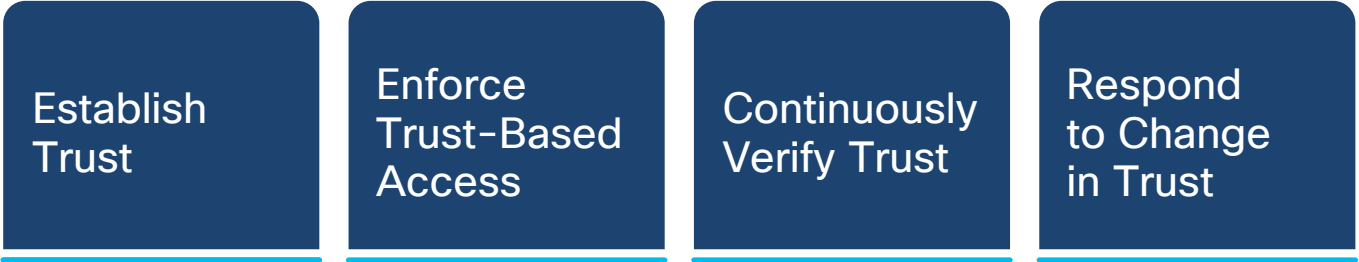 Establish
Trust
Enforce
Trust-Based
Access
Continuously
Verify Trust
Respond
to Change
in Trust